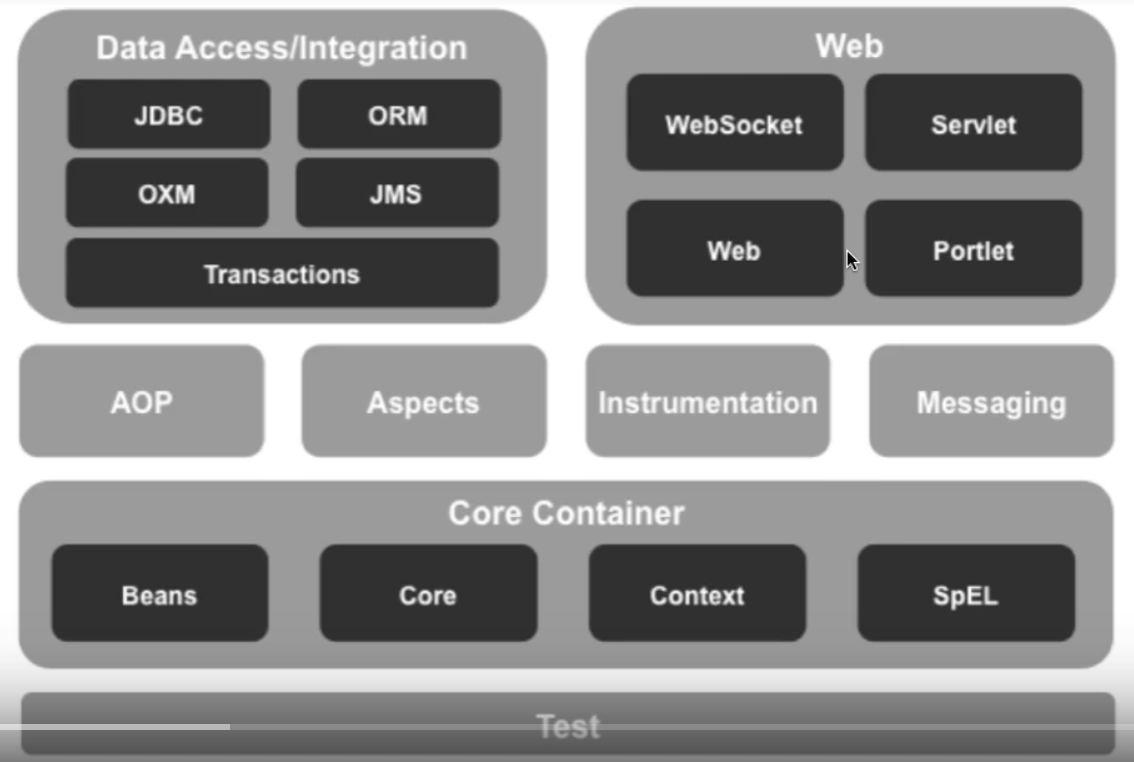 Data Access/Integration
JDBC
ORM
OXM
JMS
Transactions
Web
WebSocket
Servlet
Web
Portlet
AOP
Aspects
Instrumentation
Messaging
Core Container
Beans
Core
Context
SpEL
Test